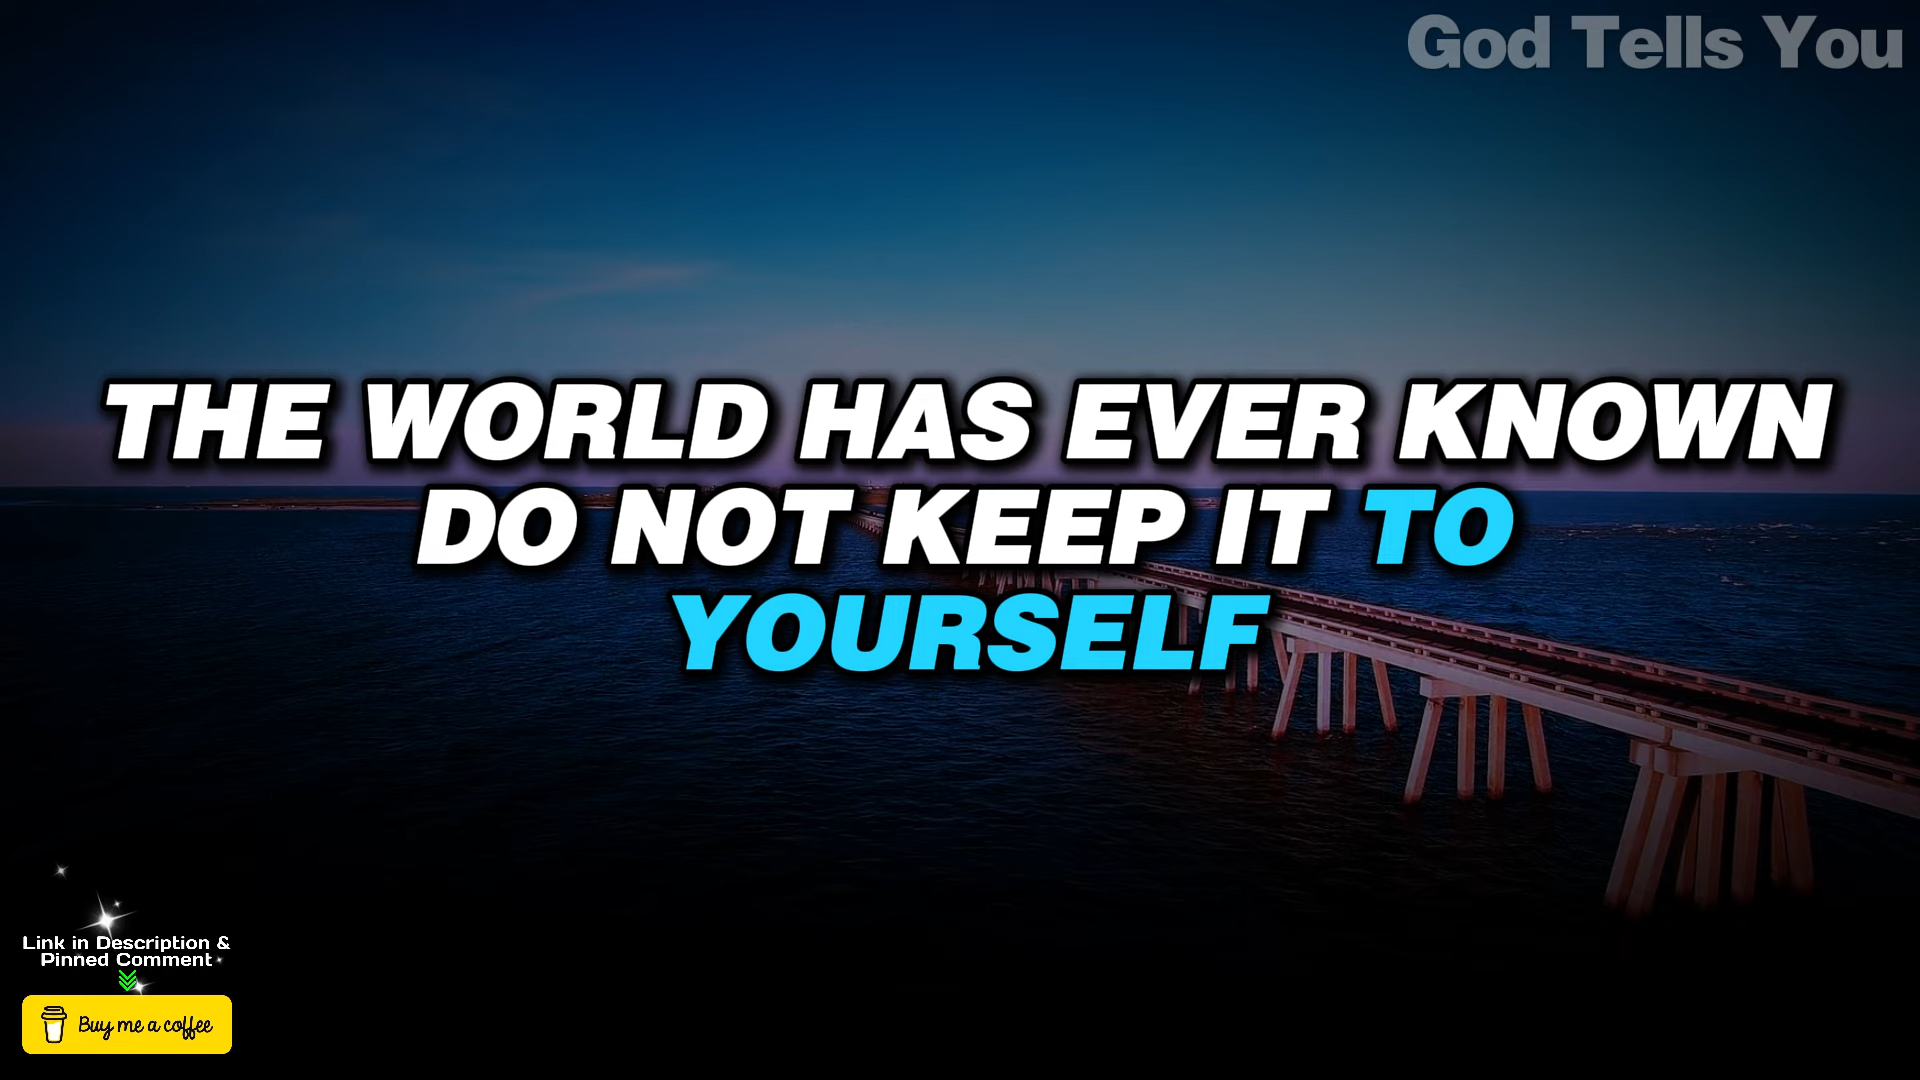 God Tells You
THE WORLD HAS EVER KNOWN
DO NOT KEEP IT TO
YOURSELF
Link in Description &
Pinned Comment
Buy me a coffee